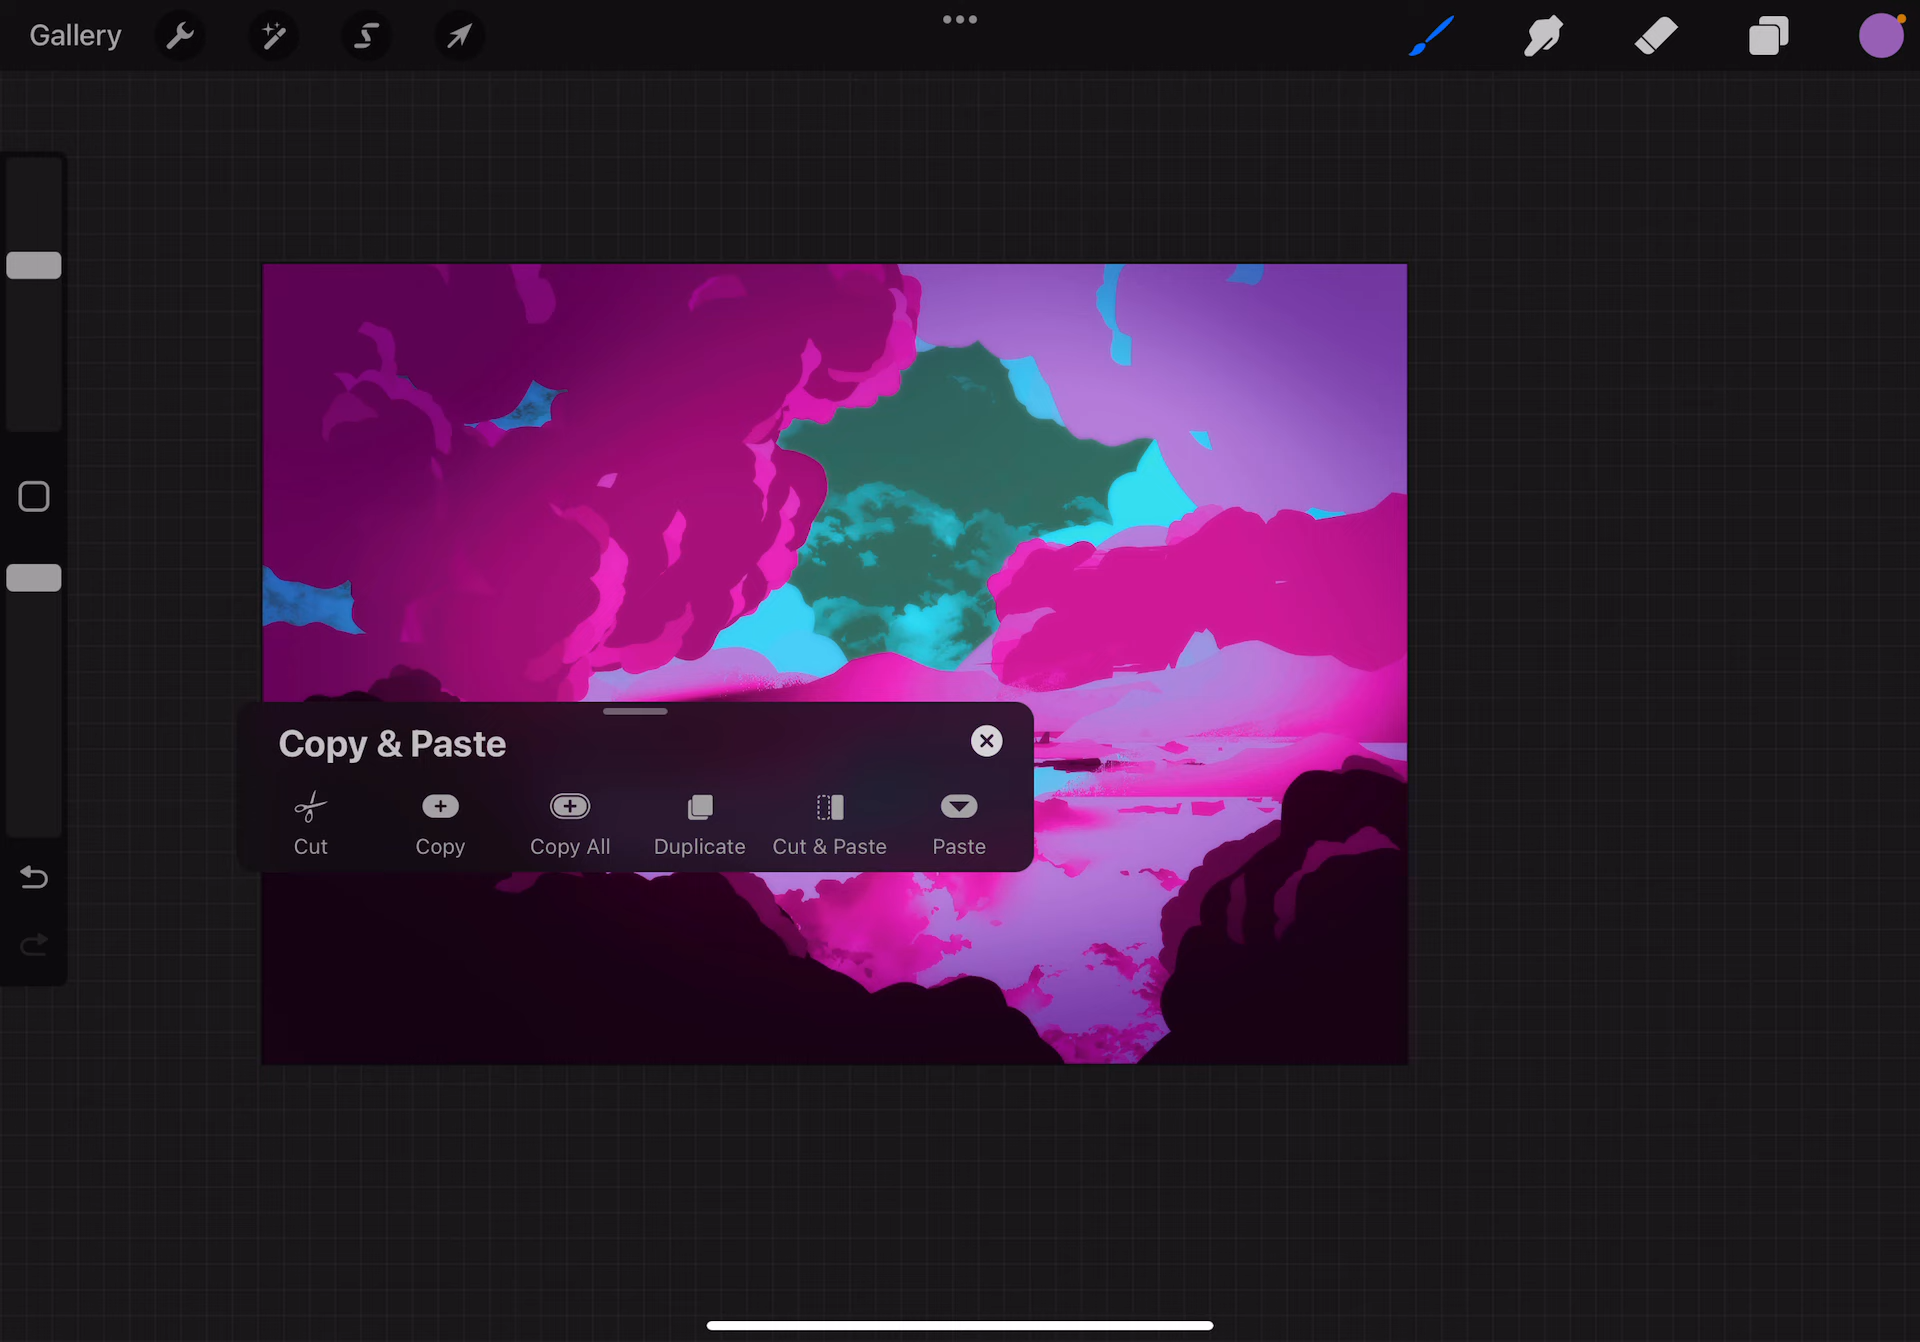 Gallery
Copy & Paste
Cut
Copy
Copy All
Duplicate
Cut & Paste
Paste